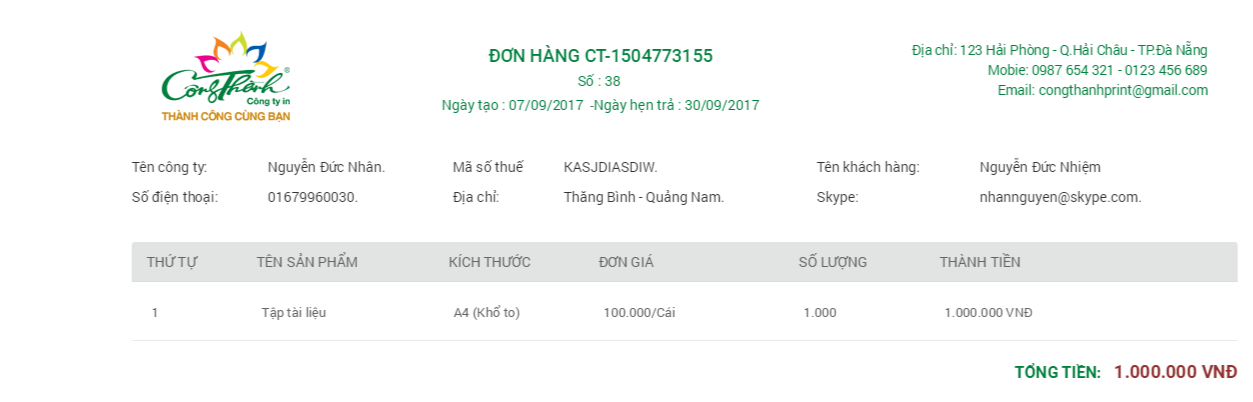 CôngThành®
Công ty in
THÀNH CÔNG CÙNG BẠN
ĐƠN HÀNG CT-1504773155
Số : 38
Ngày tạo : 07/09/2017 -Ngày hẹn trả : 30/09/2017
Địa chỉ: 123 Hải Phòng - Q.Hải Châu - TP.Đà Nẵng
Mobie: 0987 654 321 - 0123 456 689
Email: congthanhprint@gmail.com
Tên công ty: Nguyễn Đức Nhân. Mã số thuế KASJDIASDIW. Tên khách hàng: Nguyễn Đức Nhiệm
Số điện thoại: 01679960030. Địa chỉ: Thăng Bình - Quảng Nam. Skype: nhannguyen@skype.com.
THỨ TỰ TÊN SẢN PHẨM KÍCH THƯỚC ĐƠN GIÁ SỐ LƯỢNG THÀNH TIỀN
1 Tập tài liệu A4 (Khổ to) 100.000/Cái 1.000 1.000.000 VNĐ
TỔNG TIỀN: 1.000.000 VNĐ